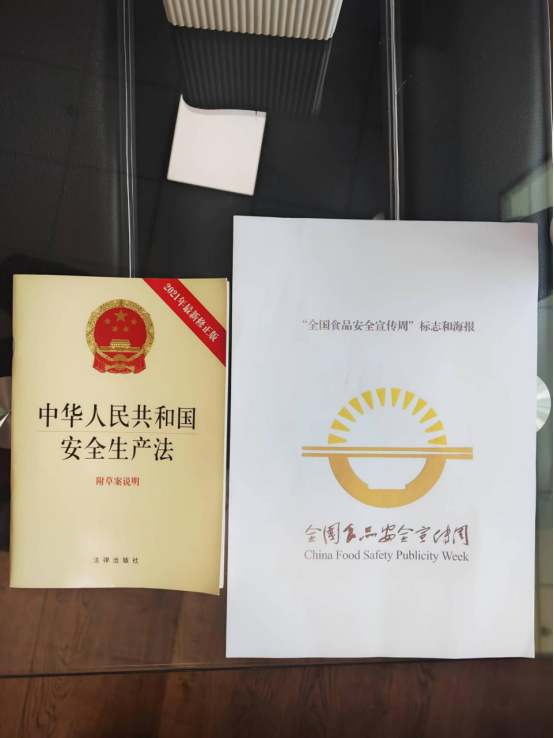 2021年最新修正版
中华人民共和国
安全生产法
附草案说明
法律出版社
“全国食品安全宣传周”标志和海报
全国食品安全宣传周
China Food Safety Publicity Week